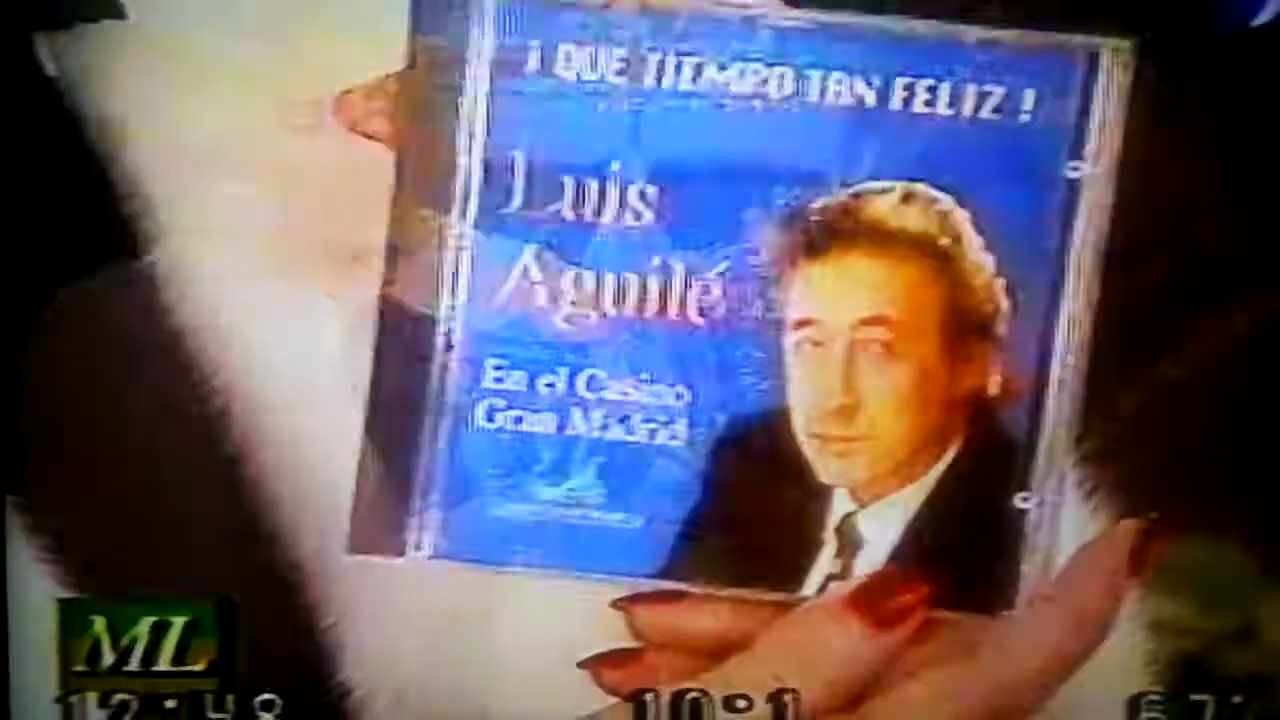 ¡ QUE TIEMPO TAN FELIZ !
Luis
Aguilé
En el Casino
Gran Madrid
ML
12:48
10°1